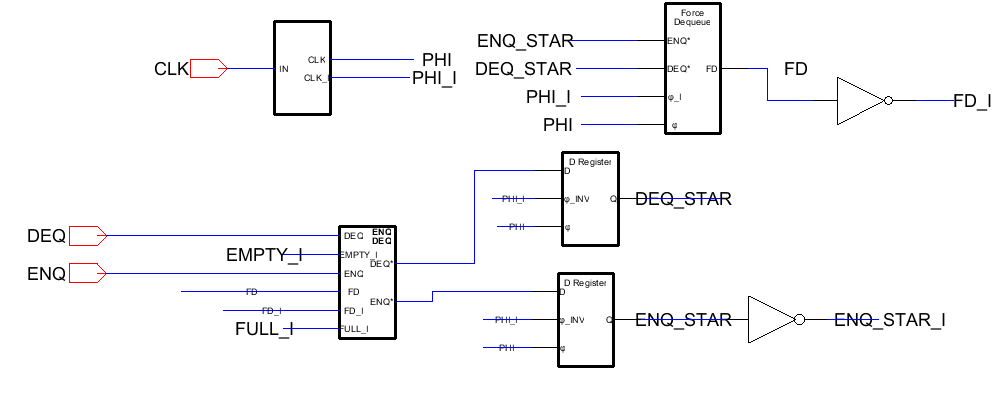 CLK
IN
CLK
CLK_I
PHI
PHI_I
Force
Dequeue
ENQ_STAR
ENQ*
DEQ_STAR
DEQ*
FD
FD
PHI_I
φ_I
PHI
φ
FD_I
D Register
D
PHI_I
φ_INV
Q
DEQ_STAR
PHI
φ
DEQ
DEQ
ENQ
DEQ
EMPTY_I
EMPTY_I
DEQ*
ENQ
ENQ
FD
FD
ENQ*
FD_I
FD_I
FULL_I
FULL_I
D Register
D
PHI_I
φ_INV
Q
ENQ_STAR
ENQ_STAR_I
PHI
φ